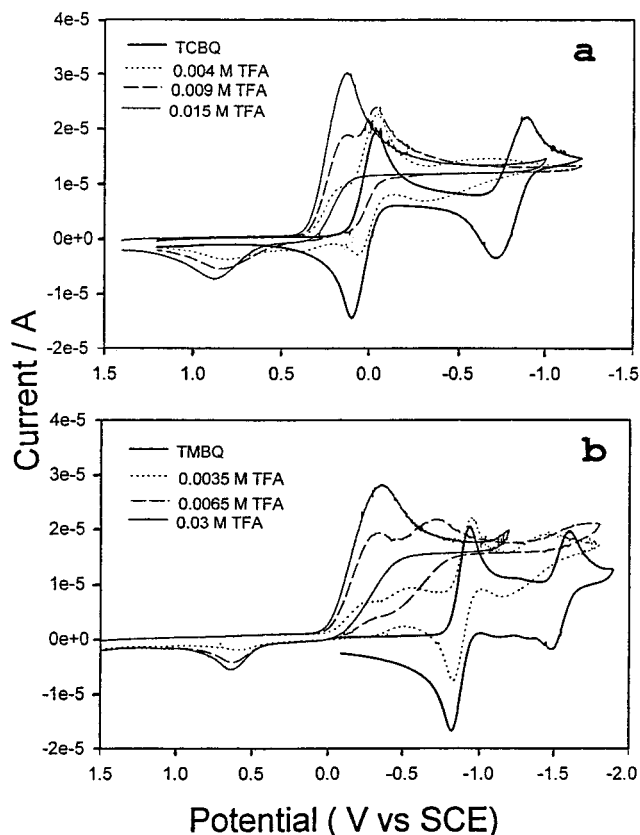 4e-5
3e-5
2e-5
1e-5
0e+0
-1e-5
-2e-5
TCBQ
0.004 M TFA
0.009 M TFA
0.015 M TFA
a
1.5 1.0 0.5 0.0 -0.5 -1.0 -1.5
Current / A
4e-5
3e-5
2e-5
1e-5
0e+0
-1e-5
-2e-5
TMBQ
0.0035 M TFA
0.0065 M TFA
0.03 M TFA
b
1.5 1.0 0.5 0.0 -0.5 -1.0 -1.5 -2.0
Potential ( V vs SCE)